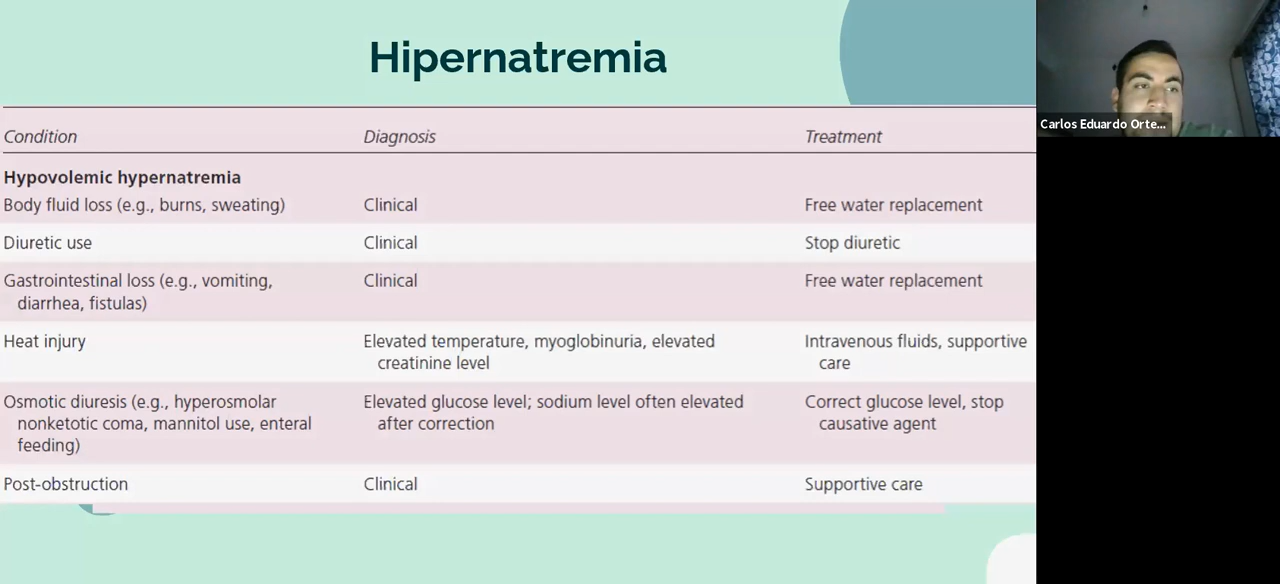 Hipernatremia
Carlos Eduardo Orte...
Condition Diagnosis Treatment
Hypovolemic hypernatremia
Body fluid loss (e.g., burns, sweating) Clinical Free water replacement
Diuretic use Clinical Stop diuretic
Gastrointestinal loss (e.g., vomiting, Clinical Free water replacement
diarrhea, fistulas)
Heat injury Elevated temperature, myoglobinuria, elevated Intravenous fluids, supportive
creatinine level care
Osmotic diuresis (e.g., hyperosmolar Elevated glucose level; sodium level often elevated Correct glucose level, stop
nonketotic coma, mannitol use, enteral after correction causative agent
feeding)
Post-obstruction Clinical Supportive care